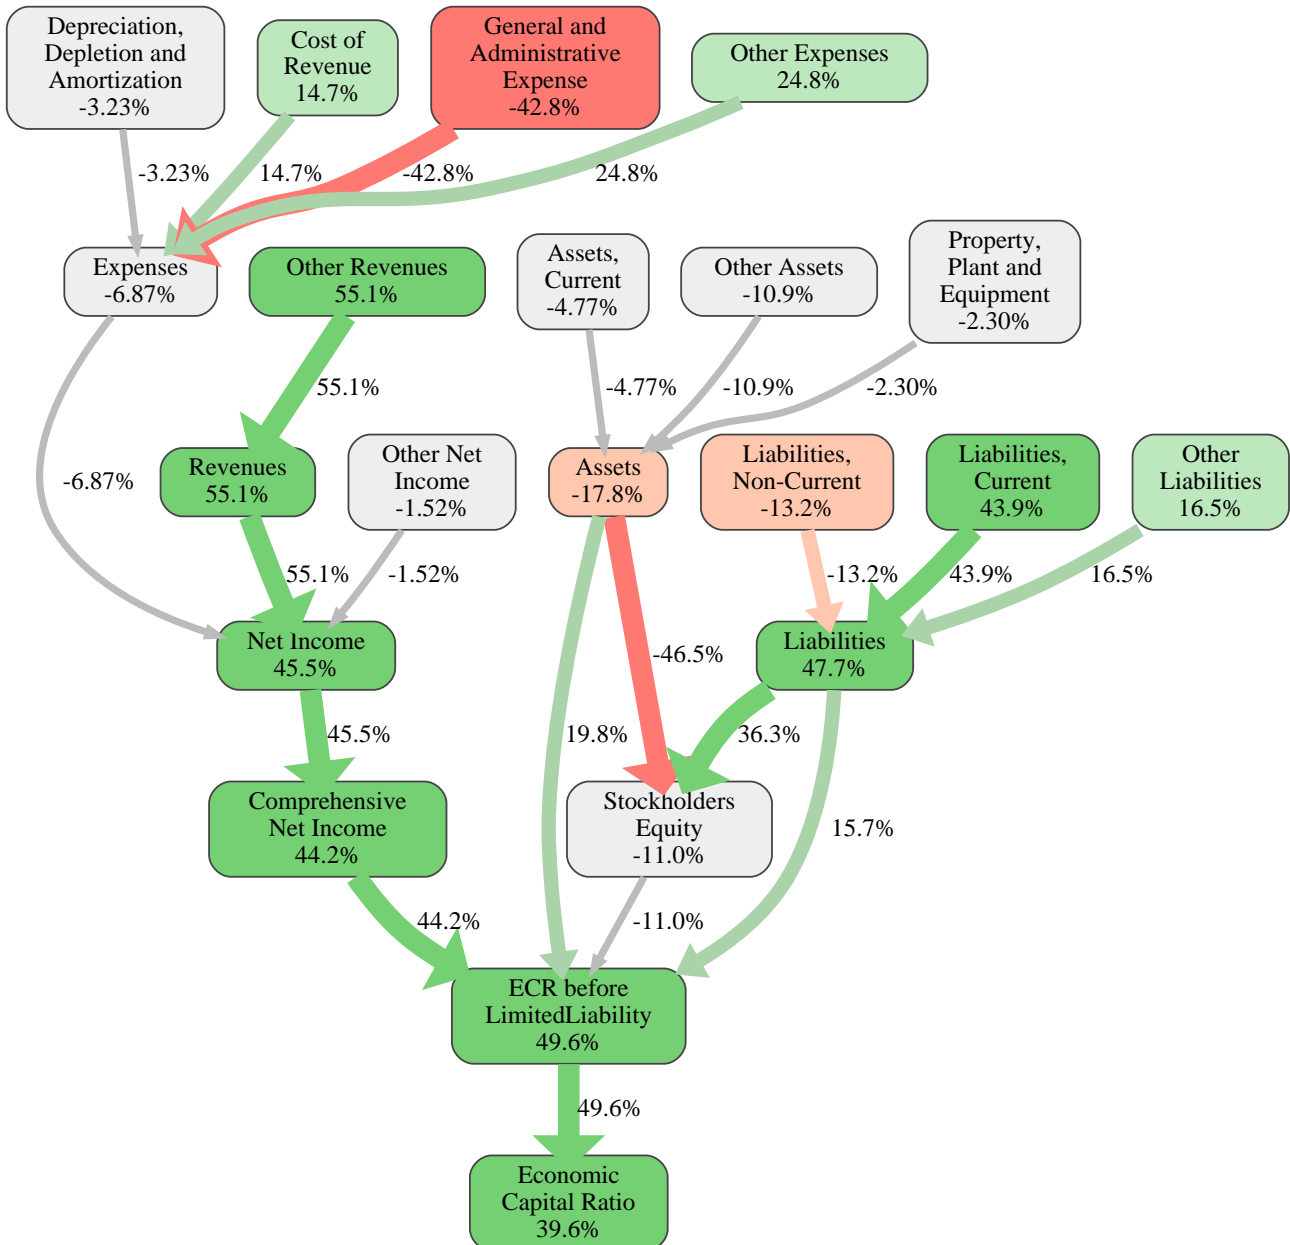 Depreciation,
Depletion and
Amortization
-3.23%
Cost of
Revenue
14.7%
General and
Administrative
Expense
-42.8%
Other Expenses
24.8%
-3.23%
14.7%
-42.8%
24.8%
Expenses
-6.87%
Other Revenues
55.1%
Assets,
Current
-4.77%
Other Assets
-10.9%
Property,
Plant and
Equipment
-2.30%
55.1%
-4.77%
-10.9%
-2.30%
-6.87%
Revenues
55.1%
Other Net
Income
-1.52%
Assets
-17.8%
Liabilities,
Non-Current
-13.2%
Liabilities,
Current
43.9%
Other
Liabilities
16.5%
55.1%
-1.52%
-13.2%
43.9%
16.5%
Net Income
45.5%
-46.5%
Liabilities
47.7%
45.5%
19.8%
36.3%
Comprehensive
Net Income
44.2%
Stockholders
Equity
-11.0%
15.7%
44.2%
-11.0%
ECR before
LimitedLiability
49.6%
49.6%
Economic
Capital Ratio
39.6%